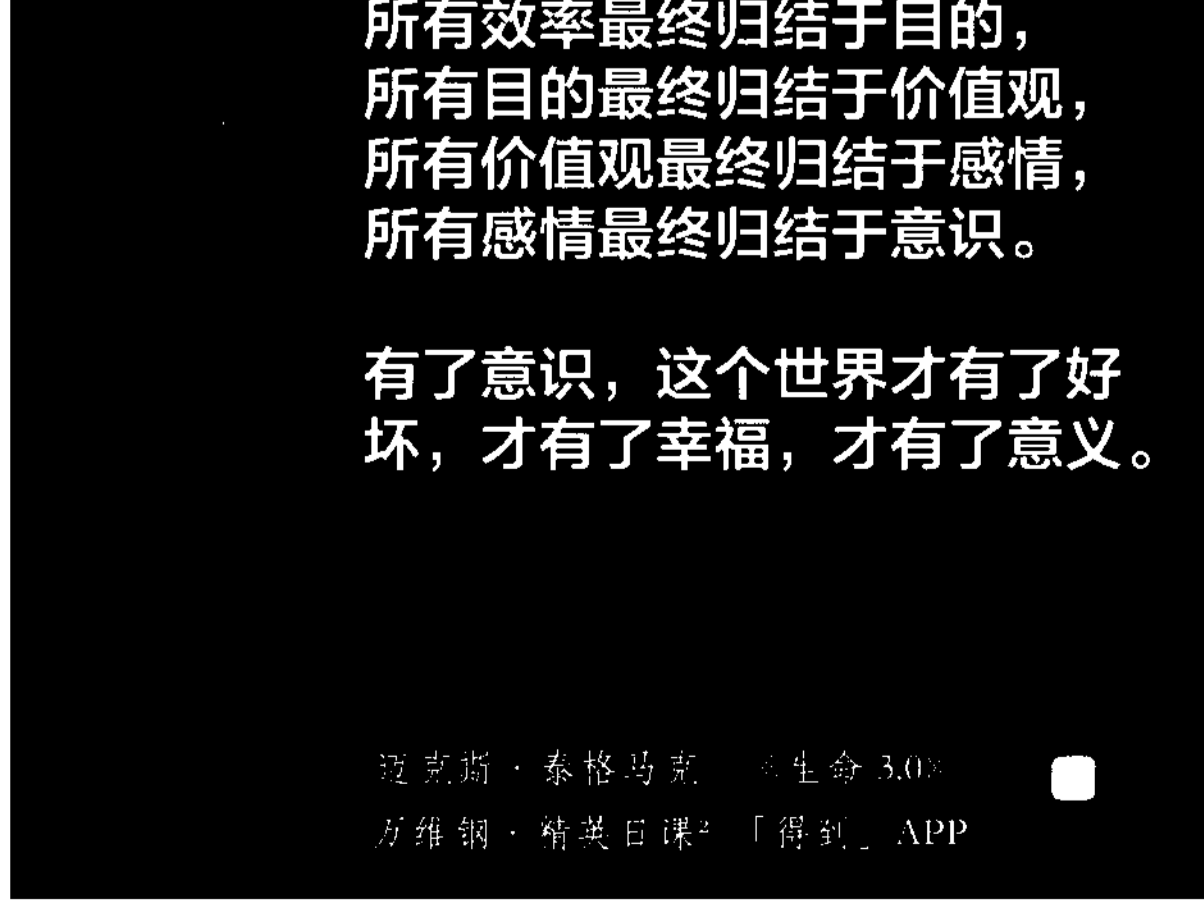 所有效率最终归结于目的，
所有目的最终归结于价值观，
所有价值观最终归结于感情，
所有感情最终归结于意识。
有了意识，这个世界才有了好
坏，才有了幸福，才有了意义。
迈克斯·泰格马克 《生命 3.0》
万维钢·精英日课² 「得到」 APP